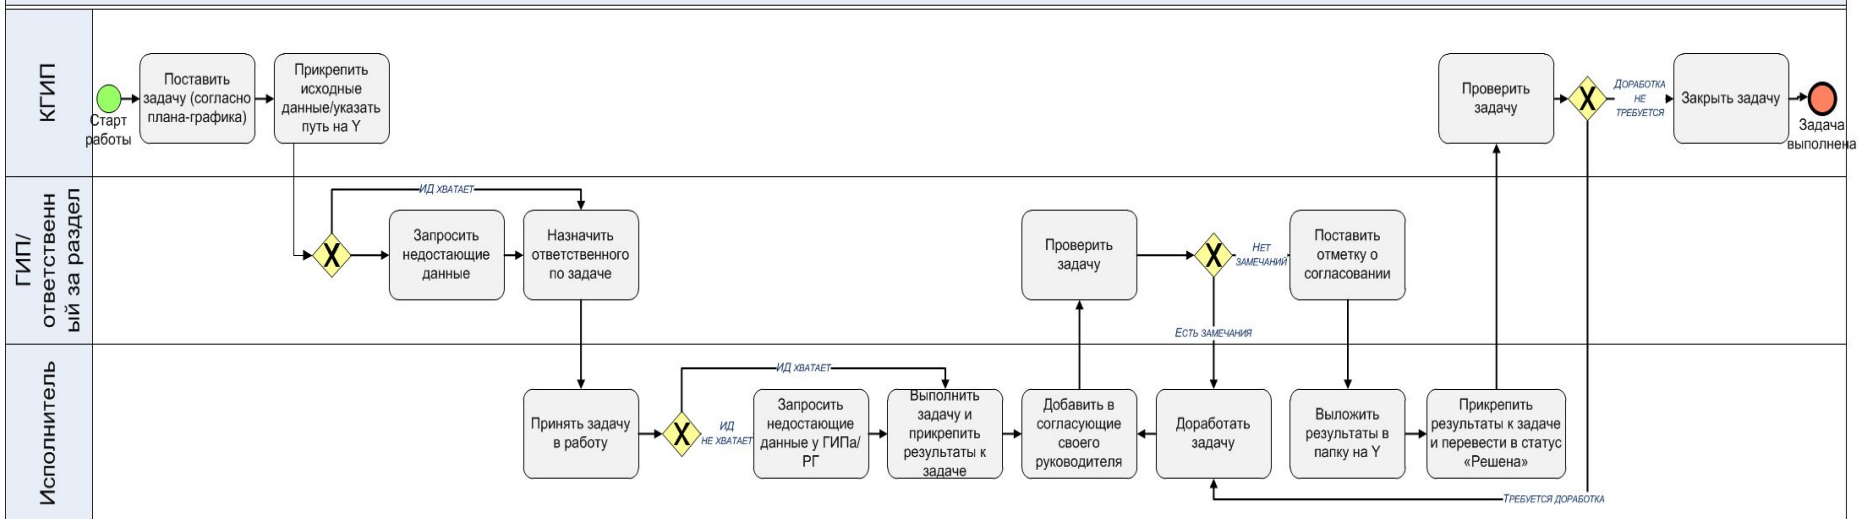 КГИП
Старт
работы
Поставить
задачу (согласно
плана-графика)
Прикрепить
исходные
данные/указать
путь на Y
Проверить
задачу
Доработка
не
требуется
Закрыть задачу
Задача
выполнена
ГИП/
ответственн
ый за раздел
ИД хватает
Запросить
недостающие
данные
Назначить
ответственного
по задаче
Проверить
задачу
Нет
замечаний
Есть замечания
Поставить
отметку о
согласовании
Исполнитель
Принять задачу
в работу
ИД хватает
ИД
не хватает
Запросить
недостающие
данные у ГИПа/
РГ
Выполнить
задачу и
прикрепить
результаты к
задаче
Добавить в
согласующие
своего
руководителя
Доработать
задачу
Выложить
результаты в
папку на Y
Прикрепить
результаты к задаче
и перевести в статус
«Решена»
Требуется доработка